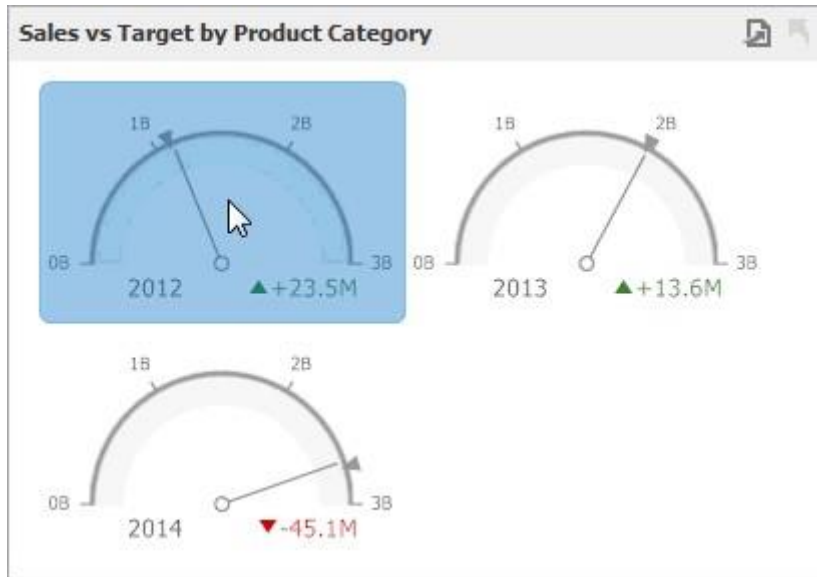 Sales vs Target by Product Category
1B 2B 1B 2B
0B 3B 0B 3B
2012 ▲+23.5M 2013 ▲+13.6M
1B 2B
0B 3B
2014 ▼-45.1M